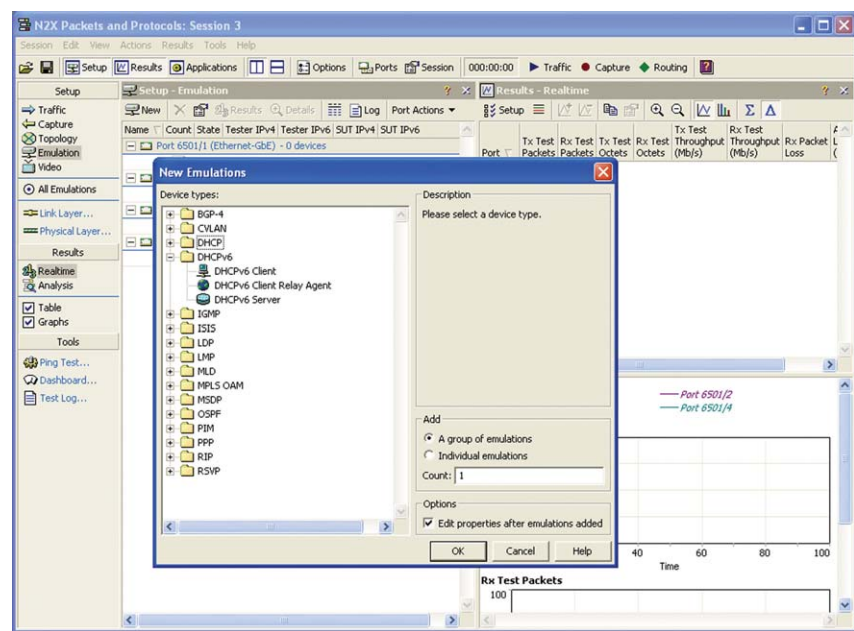 N2X Packets and Protocols: Session 3
Session Edit View Actions Results Tools Help
Setup Results Applications Options Ports Session 000:00:00 Traffic Capture Routing
Setup
Traffic
Capture
Topology
Emulation
Video
All Emulations
Link Layer...
Physical Layer...
Results
Realtime
Analysis
Table
Graphs
Tools
Ping Test...
Dashboard...
Test Log...
Setup - Emulation
New Results Details Log Port Actions
Name Count State Tester IPv4 Tester IPv6 SUT IPv4 SUT IPv6
Port 6501/1 (Ethernet-GbE) - 0 devices
Results - Realtime
Setup
Port
Tx Test Packets
Rx Test Packets
Tx Test Octets
Rx Test Octets
Tx Test Throughput (Mb/s)
Rx Test Throughput (Mb/s)
Rx Packet Loss
New Emulations
Device types:
BGP-4
CVLAN
DHCP
DHCPv6
DHCPv6 Client
DHCPv6 Client Relay Agent
DHCPv6 Server
IGMP
ISIS
LDP
LMP
MLD
MPLS OAM
MSDP
OSPF
PIM
PPP
RIP
RSVP
Description
Please select a device type.
Add
A group of emulations
Individual emulations
Count: 1
Options
Edit properties after emulations added
OK Cancel Help
Port 6501/2
Port 6501/4
40 60 80 100
Time
Rx Test Packets
100